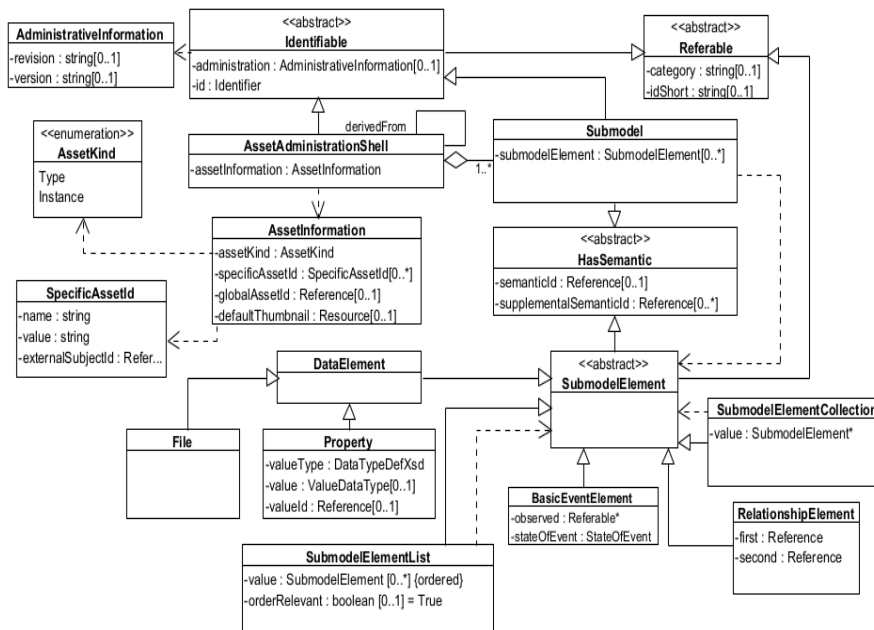 <<abstract>>
Identifiable
-administration : AdministrativeInformation[0..1]
-id : Identifier
AdministrativeInformation
-revision : string[0..1]
-version : string[0..1]
<<abstract>>
Referable
-category : string[0..1]
-idShort : string[0..1]
<<enumeration>>
AssetKind
Type
Instance
derivedFrom
AssetAdministrationShell
-assetInformation : AssetInformation
1..*
Submodel
-submodelElement : SubmodelElement[0..*]
AssetInformation
-assetKind : AssetKind
-specificAssetId : SpecificAssetId[0..*]
-globalAssetId : Reference[0..1]
-defaultThumbnail : Resource[0..1]
<<abstract>>
HasSemantic
-semanticId : Reference[0..1]
-supplementalSemanticId : Reference[0..*]
SpecificAssetId
-name : string
-value : string
-externalSubjectId : Refer...
DataElement
<<abstract>>
SubmodelElement
SubmodelElementCollection
-value : SubmodelElement*
File
Property
-valueType : DataTypeDefXsd
-value : ValueDataType[0..1]
-valueId : Reference[0..1]
BasicEventElement
-observed : Referable*
-stateOfEvent : StateOfEvent
RelationshipElement
-first : Reference
-second : Reference
SubmodelElementList
-value : SubmodelElement [0..*] {ordered}
-orderRelevant : boolean [0..1] = True